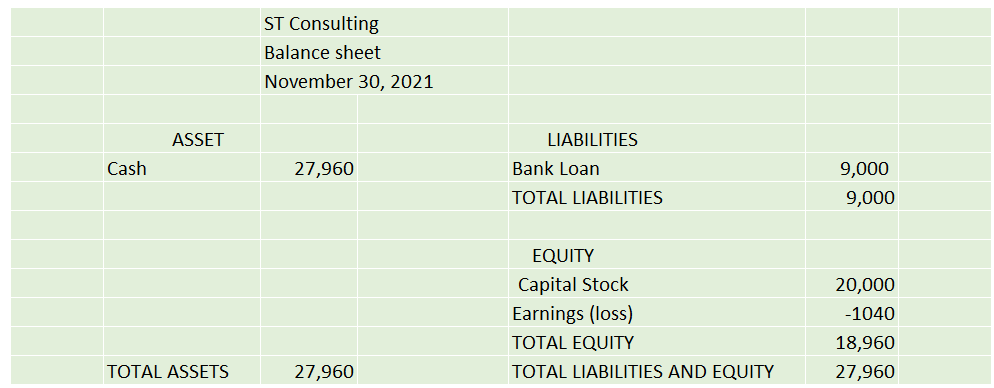 ST Consulting
Balance sheet
November 30, 2021
ASSET LIABILITIES
Cash 27,960 Bank Loan 9,000
TOTAL LIABILITIES 9,000
EQUITY
Capital Stock 20,000
Earnings (loss) -1040
TOTAL EQUITY 18,960
TOTAL ASSETS 27,960 TOTAL LIABILITIES AND EQUITY 27,960